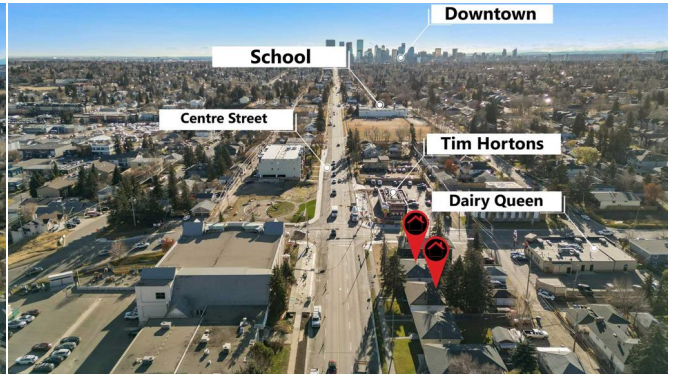 Downtown
School
Centre Street
Tim Hortons
Dairy Queen